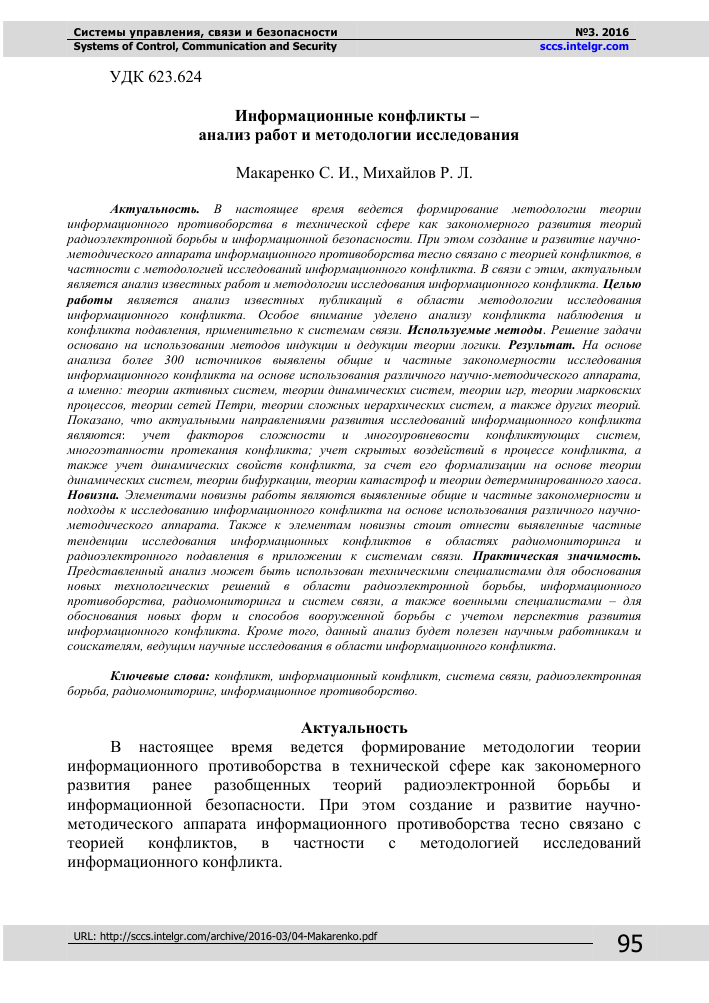 Системы управления, связи и безопасности №3. 2016
Systems of Control, Communication and Security sccs.intelgr.com
УДК 623.624
Информационные конфликты –
анализ работ и методологии исследования
Макаренко С. И., Михайлов Р. Л.
Актуальность. В настоящее время ведется формирование методологии теории
информационного противоборства в технической сфере как закономерного развития теорий
радиоэлектронной борьбы и информационной безопасности. При этом создание и развитие научно-
методического аппарата информационного противоборства тесно связано с теорией конфликтов, в
частности с методологией исследований информационного конфликта. В связи с этим, актуальным
является анализ известных работ и методологии исследования информационного конфликта. Целью
работы является анализ известных публикаций в области методологии исследования
информационного конфликта. Особое внимание уделено анализу конфликта наблюдения и
конфликта подавления, применительно к системам связи. Используемые методы. Решение задачи
основано на использовании методов индукции и дедукции теории логики. Результат. На основе
анализа более 300 источников выявлены общие и частные закономерности исследования
информационного конфликта на основе использования различного научно-методического аппарата,
а именно: теории активных систем, теории динамических систем, теории игр, теории марковских
процессов, теории сетей Петри, теории сложных иерархических систем, а также других теорий.
Показано, что актуальными направлениями развития исследований информационного конфликта
являются: учет факторов сложности и многоуровневости конфликтующих систем,
многоэтапности протекания конфликта; учет скрытых воздействий в процессе конфликта, а
также учет динамических свойств конфликта, за счет его формализации на основе теории
динамических систем, теории бифуркации, теории катастроф и теории детерминированного хаоса.
Новизна. Элементами новизны работы являются выявленные общие и частные закономерности и
подходы к исследованию информационного конфликта на основе использования различного научно-
методического аппарата. Также к элементам новизны стоит отнести выявленные частные
тенденции исследования информационных конфликтов в областях радиомониторинга и
радиоэлектронного подавления в приложении к системам связи. Практическая значимость.
Представленный анализ может быть использован техническими специалистами для обоснования
новых технологических решений в области радиоэлектронной борьбы, информационного
противоборства, радиомониторинга и систем связи, а также военными специалистами – для
обоснования новых форм и способов вооруженной борьбы с учетом перспектив развития
информационного конфликта. Кроме того, данный анализ будет полезен научным работникам и
соискателям, ведущим научные исследования в области информационного конфликта.
Ключевые слова: конфликт, информационный конфликт, система связи, радиоэлектронная
борьба, радиомониторинг, информационное противоборство.
Актуальность
В настоящее время ведется формирование методологии теории
информационного противоборства в технической сфере как закономерного
развития ранее разобщенных теорий радиоэлектронной борьбы и
информационной безопасности. При этом создание и развитие научно-
методического аппарата информационного противоборства тесно связано с
теорией конфликтов, в частности с методологией исследований
информационного конфликта.
URL: http://sccs.intelgr.com/archive/2016-03/04-Makarenko.pdf 95